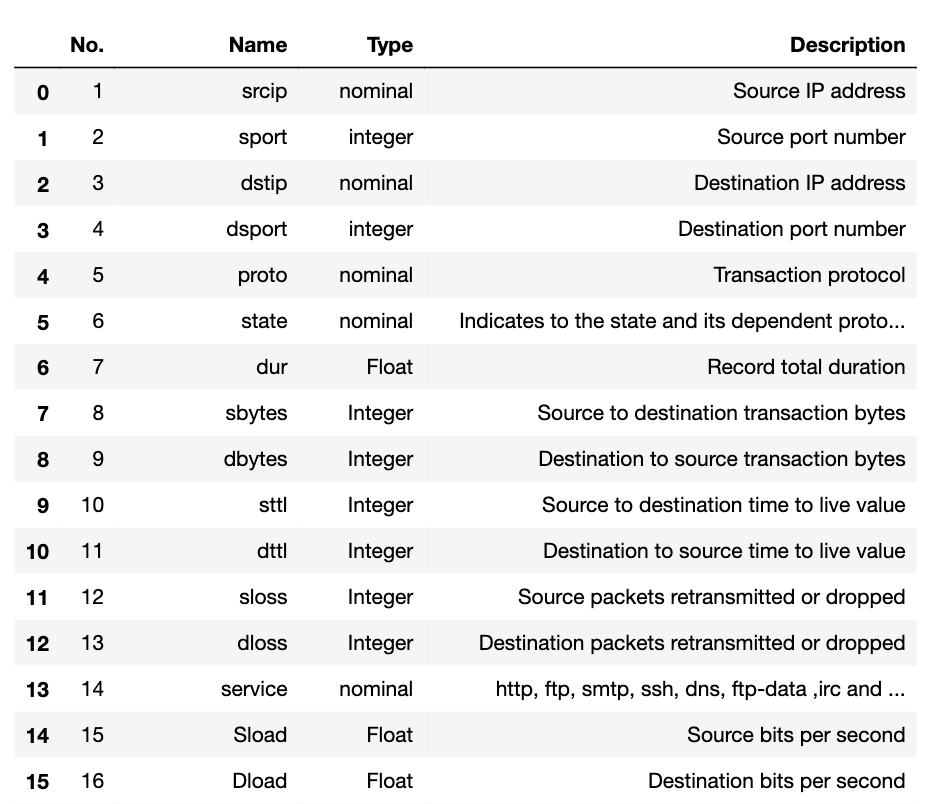 No. Name Type Description
0 1 srcip nominal Source IP address
1 2 sport integer Source port number
2 3 dstip nominal Destination IP address
3 4 dsport integer Destination port number
4 5 proto nominal Transaction protocol
5 6 state nominal Indicates to the state and its dependent proto...
6 7 dur Float Record total duration
7 8 sbytes Integer Source to destination transaction bytes
8 9 dbytes Integer Destination to source transaction bytes
9 10 sttl Integer Source to destination time to live value
10 11 dttl Integer Destination to source time to live value
11 12 sloss Integer Source packets retransmitted or dropped
12 13 dloss Integer Destination packets retransmitted or dropped
13 14 service nominal http, ftp, smtp, ssh, dns, ftp-data ,irc and ...
14 15 Sload Float Source bits per second
15 16 Dload Float Destination bits per second